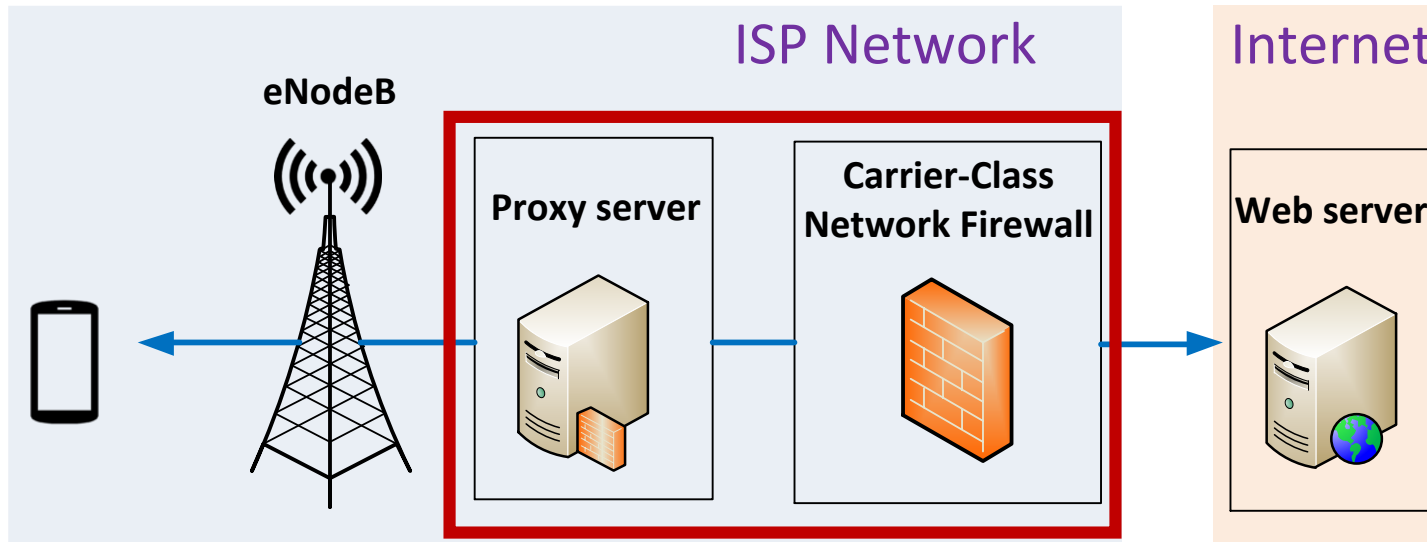 ISP Network
Internet
eNodeB
Proxy server
Carrier-Class
Network Firewall
Web server